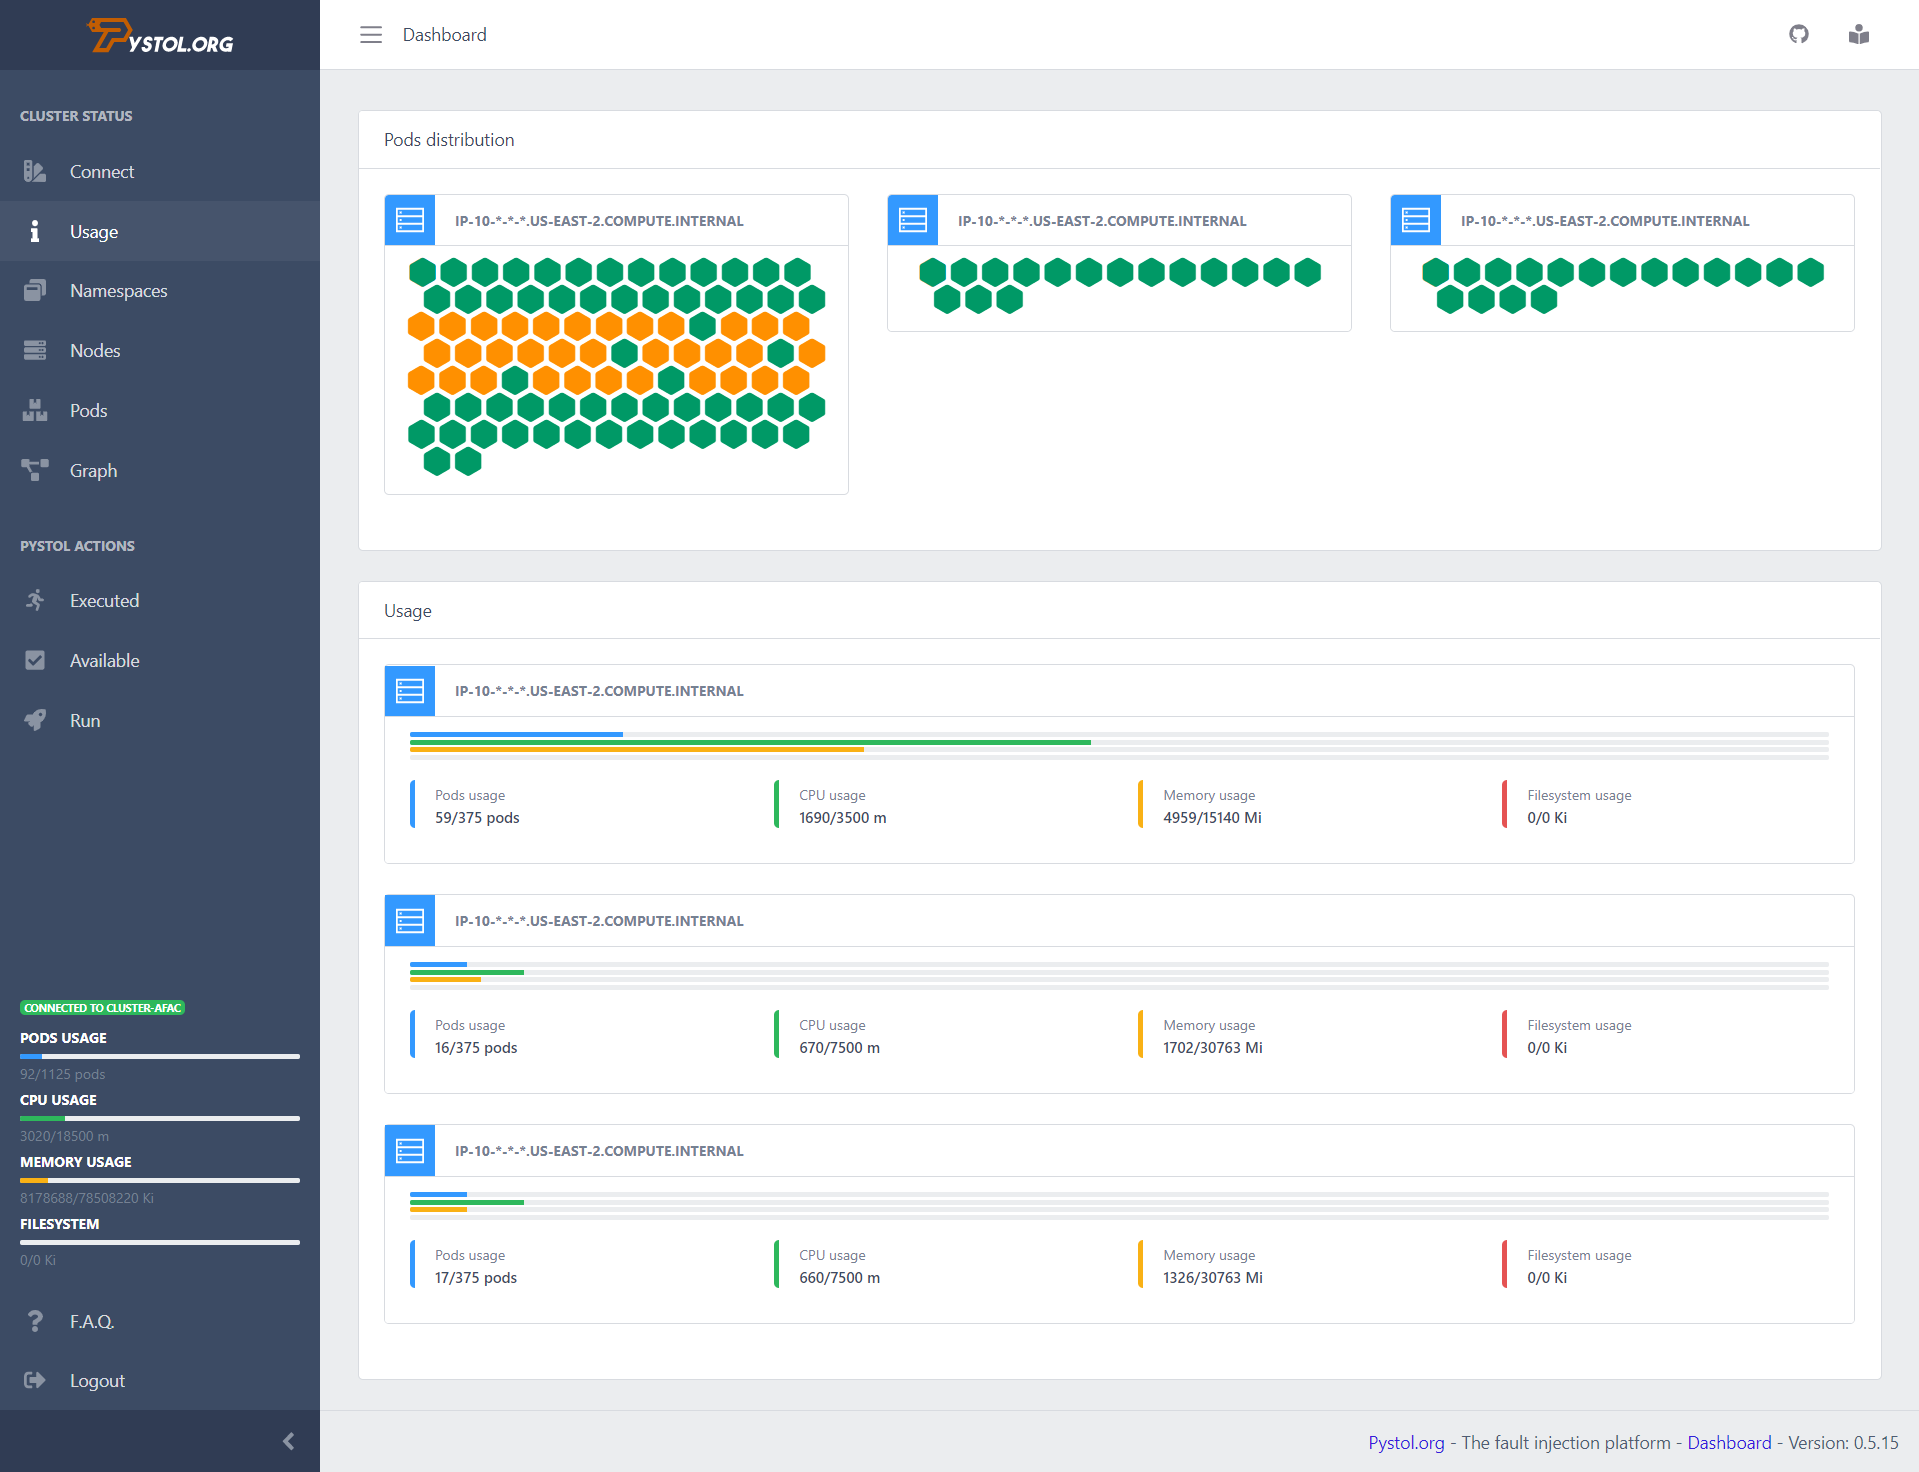 PYSTOL.ORG
Dashboard
CLUSTER STATUS
Connect
Usage
Namespaces
Nodes
Pods
Graph
PYSTOL ACTIONS
Executed
Available
Run
CONNECTED TO CLUSTER-AFAC
PODS USAGE
92/1125 pods
CPU USAGE
3020/18500 m
MEMORY USAGE
8178688/78508220 Ki
FILESYSTEM
0/0 Ki
F.A.Q.
Logout
Pods distribution
IP-10-*-*-*.US-EAST-2.COMPUTE.INTERNAL
IP-10-*-*-*.US-EAST-2.COMPUTE.INTERNAL
IP-10-*-*-*.US-EAST-2.COMPUTE.INTERNAL
Usage
IP-10-*-*-*.US-EAST-2.COMPUTE.INTERNAL
Pods usage
59/375 pods
CPU usage
1690/3500 m
Memory usage
4959/15140 Mi
Filesystem usage
0/0 Ki
IP-10-*-*-*.US-EAST-2.COMPUTE.INTERNAL
Pods usage
16/375 pods
CPU usage
670/7500 m
Memory usage
1702/30763 Mi
Filesystem usage
0/0 Ki
IP-10-*-*-*.US-EAST-2.COMPUTE.INTERNAL
Pods usage
17/375 pods
CPU usage
660/7500 m
Memory usage
1326/30763 Mi
Filesystem usage
0/0 Ki
Pystol.org - The fault injection platform - Dashboard - Version: 0.5.15